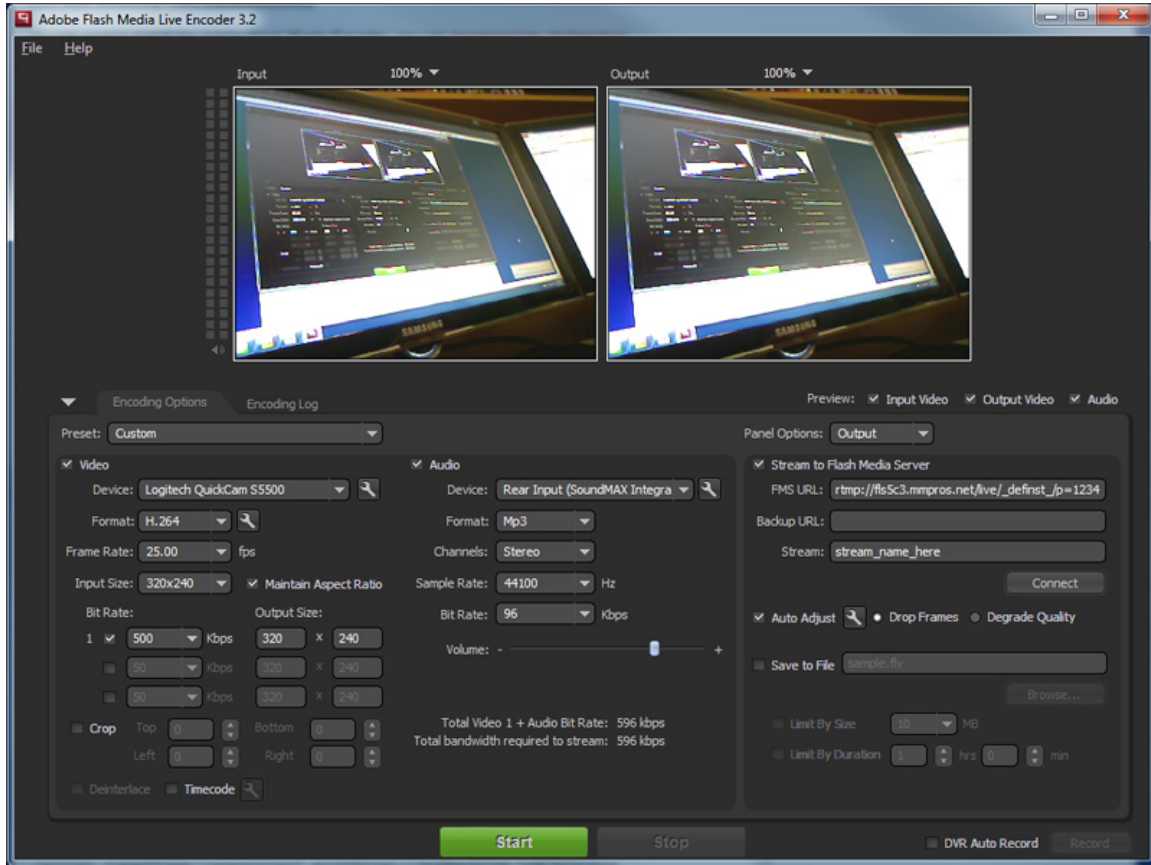 Adobe Flash Media Live Encoder 3.2
File Help
Input 100% Output 100%
SAMSUNG SAMSUNG
Encoding Options Encoding Log Preview: Input Video Output Video Audio
Preset: Custom Panel Options: Output
Video Audio Stream to Flash Media Server
Device: Logitech QuickCam S5500 Device: Rear Input (SoundMAX Integra FMS URL: rtmp://fls5c3.mmpros.net/live/_definst_/p=1234
Format: H.264 Format: Mp3 Backup URL:
Frame Rate: 25.00 fps Channels: Stereo Stream: stream_name_here
Input Size: 320x240 Maintain Aspect Ratio Sample Rate: 44100 Hz Connect
Bit Rate: Output Size: Bit Rate: 96 Kbps Auto Adjust Drop Frames Degrade Quality
1 500 Kbps 320 x 240 Volume: - +
50 Kbps 320 x 240 Save to File sample.flv
50 Kbps 320 x 240 Browse...
Crop Top 0 Bottom 0 Total Video 1 + Audio Bit Rate: 596 kbps Limit By Size 10 MB
Left 0 Right 0 Total bandwidth required to stream: 596 kbps Limit By Duration 1 hrs 0 min
Deinterlace Timecode
Start Stop DVR Auto Record Record